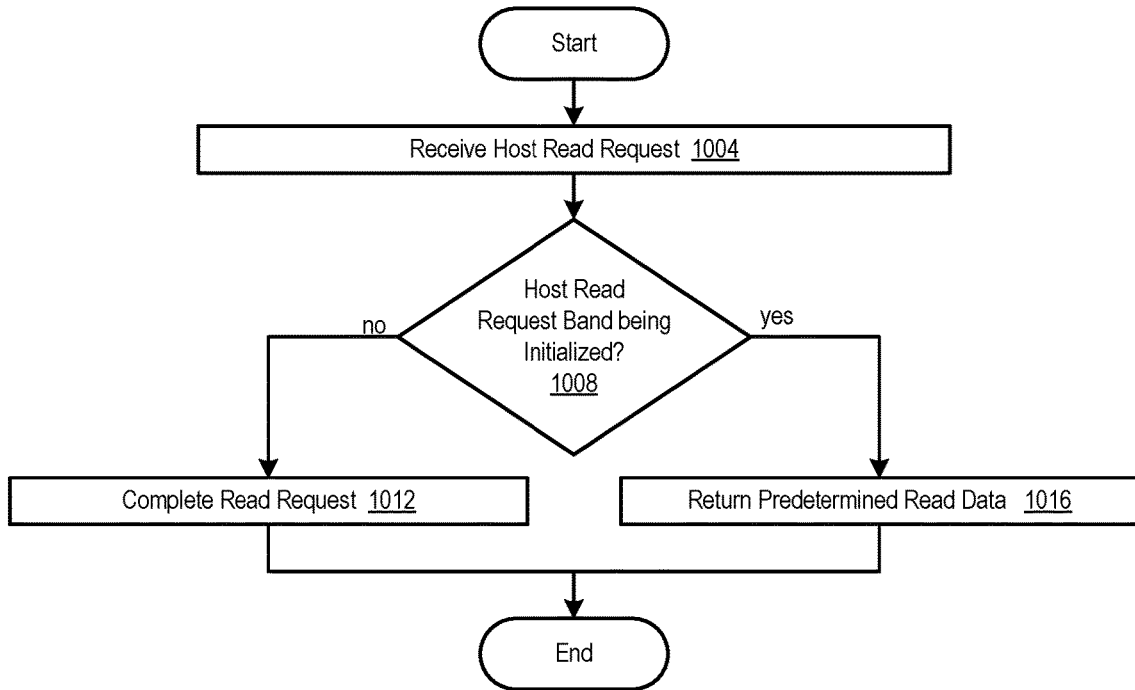 Start
Receive Host Read Request 1004
Host Read
Request Band being
Initialized?
1008
no
yes
Complete Read Request 1012
Return Predetermined Read Data 1016
End